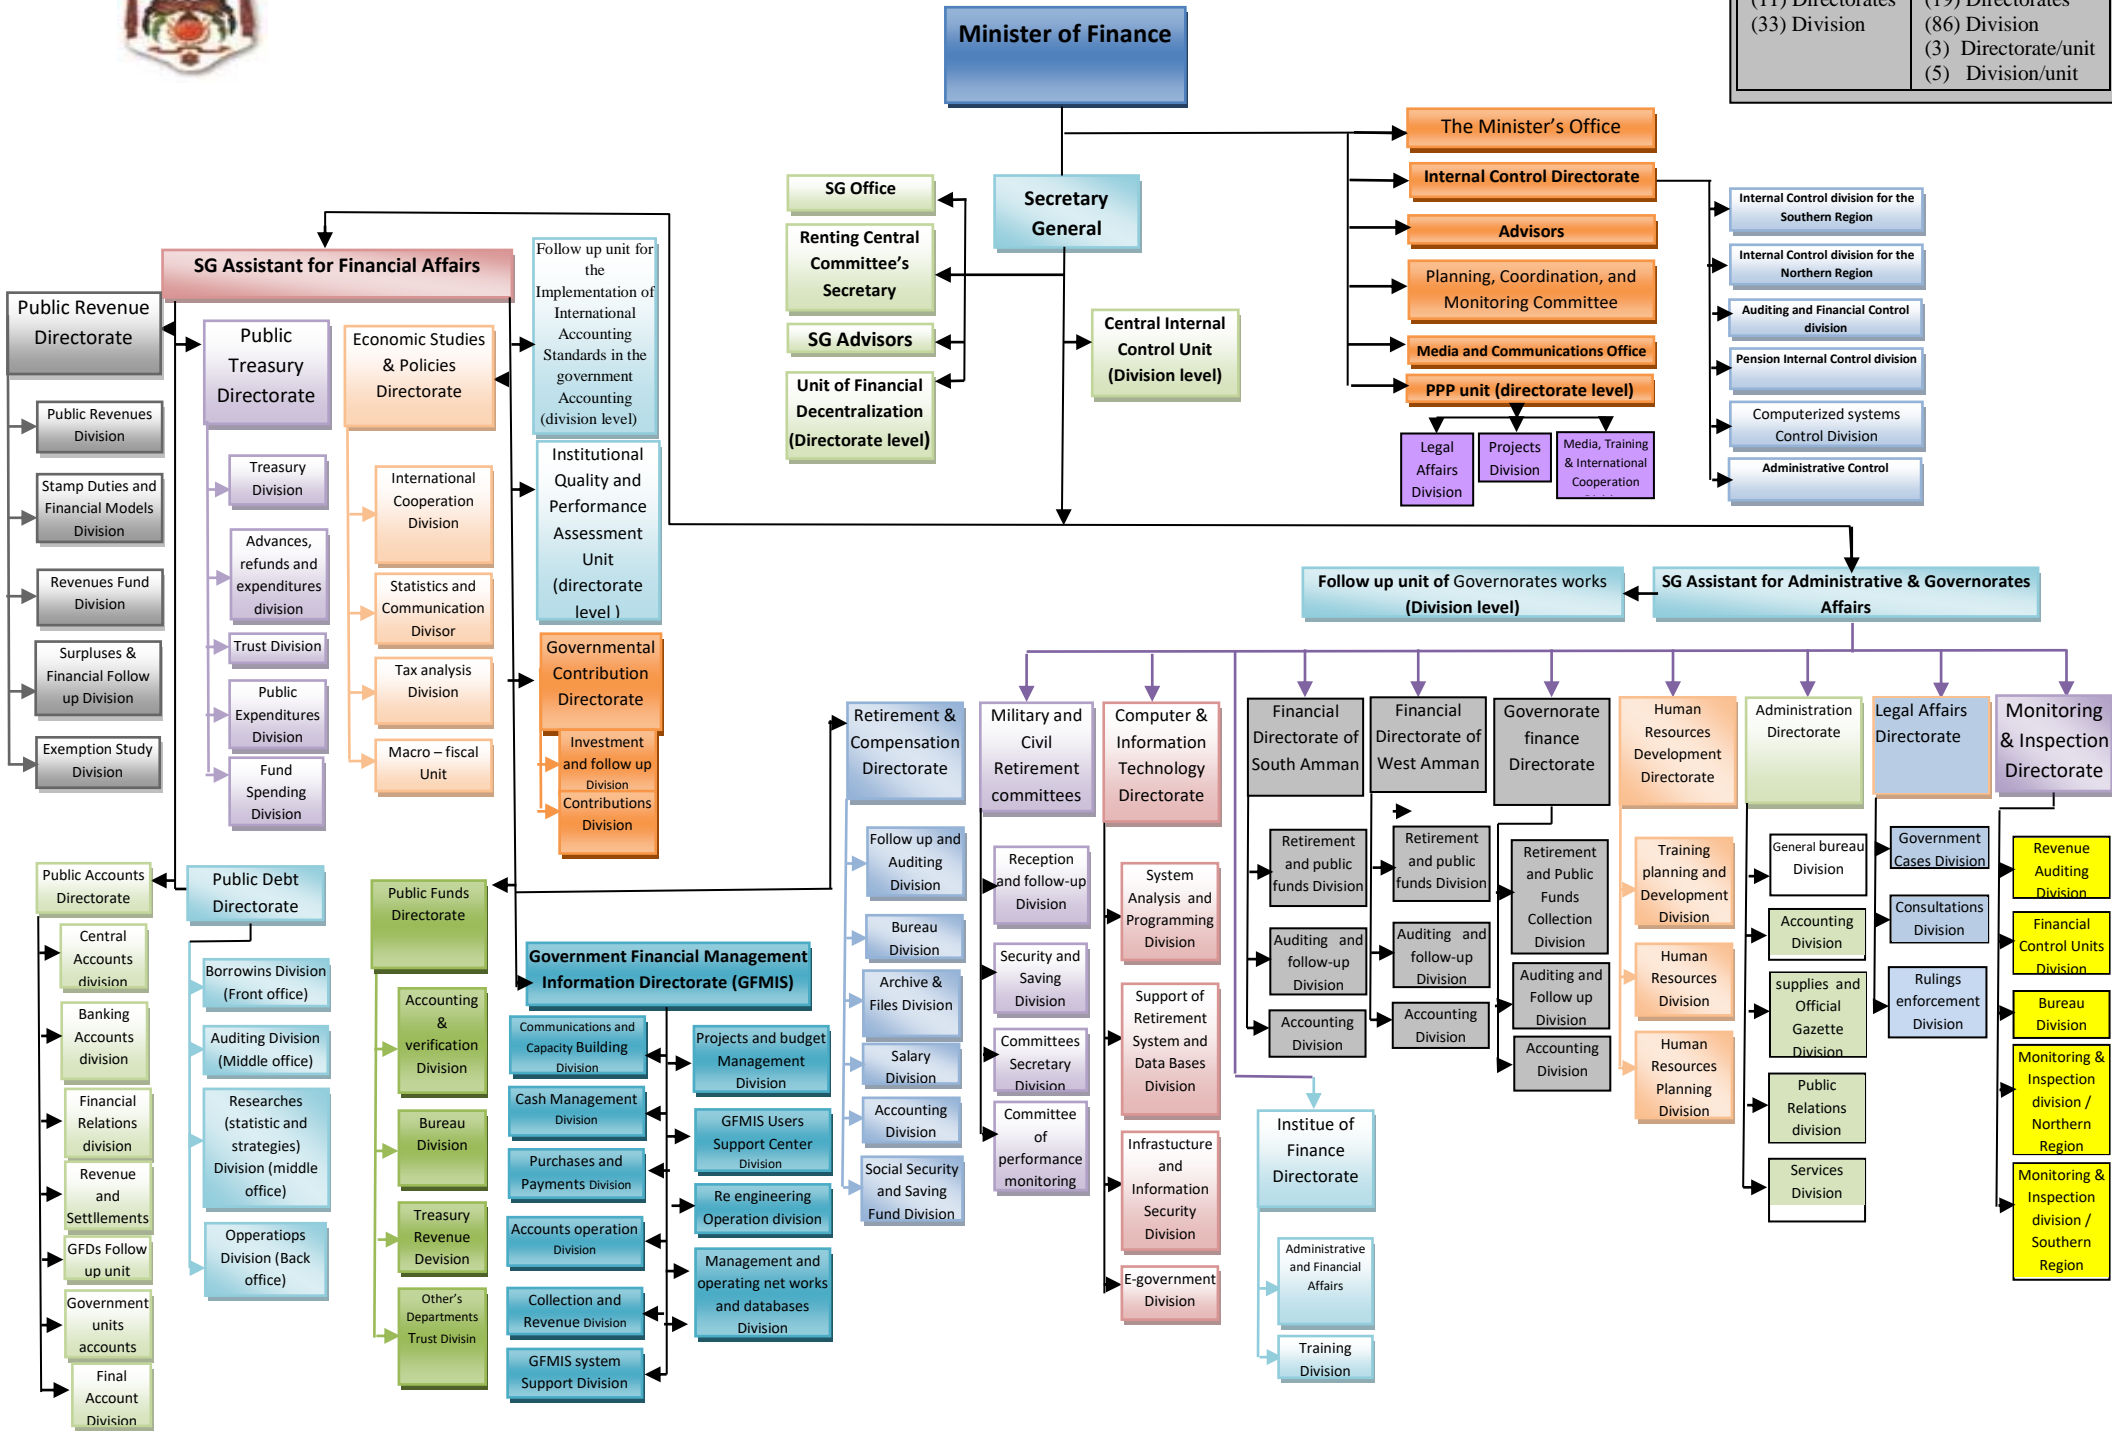 Minister of Finance
(11) Directorates
(33) Division
(19) Directorates
(86) Division
(3) Directorate/unit
(5) Division/unit
The Minister's Office
Internal Control Directorate
Advisors
Planning, Coordination, and
Monitoring Committee
Media and Communications Office
PPP unit (directorate level)
Legal
Affairs
Division
Projects
Division
Media, Training
& International
Cooperation
Internal Control division for the
Southern Region
Internal Control division for the
Northern Region
Auditing and Financial Control
division
Pension Internal Control division
Computerized systems
Control Division
Administrative Control
Secretary
General
SG Office
Renting Central
Committee's
Secretary
SG Advisors
Unit of Financial
Decentralization
(Directorate level)
Central Internal
Control Unit
(Division level)
SG Assistant for Financial Affairs
Public Revenue
Directorate
Public Revenues
Division
Stamp Duties and
Financial Models
Division
Revenues Fund
Division
Surpluses &
Financial Follow
up Division
Exemption Study
Division
Public
Treasury
Directorate
Treasury
Division
Advances,
refunds and
expenditures
division
Trust Division
Public
Expenditures
Division
Fund
Spending
Division
Economic Studies
& Policies
Directorate
International
Cooperation
Division
Statistics and
Communication
Divisor
Tax analysis
Division
Macro – fiscal
Unit
Follow up unit for
the
Implementation of
International
Accounting
Standards in the
government
Accounting
(division level)
Institutional
Quality and
Performance
Assessment
Unit
(directorate
level )
Governmental
Contribution
Directorate
Investment
and follow up
Division
Contributions
Division
Public Accounts
Directorate
Central
Accounts
division
Banking
Accounts
division
Financial
Relations
division
Revenue
and
Settllements
GFDs Follow
up unit
Government
units
accounts
Final
Account
Division
Public Debt
Directorate
Borrowins Division
(Front office)
Auditing Division
(Middle office)
Researches
(statistic and
strategies)
Division (middle
office)
Opperatiops
Division (Back
office)
Public Funds
Directorate
Accounting
&
verification
Division
Bureau
Division
Treasury
Revenue
Devision
Other's
Departments
Trust Divisin
Government Financial Management
Information Directorate (GFMIS)
Communications and
Capacity Building
Division
Cash Management
Division
Purchases and
Payments Division
Accounts operation
Division
Collection and
Revenue Division
GFMIS system
Support Division
Projects and budget
Management
Division
GFMIS Users
Support Center
Division
Re engineering
Operation division
Management and
operating net works
and databases
Division
Retirement &
Compensation
Directorate
Follow up and
Auditing
Division
Bureau
Division
Archive &
Files Division
Salary
Division
Accounting
Division
Social Security
and Saving
Fund Division
SG Assistant for Administrative & Governorates
Affairs
Follow up unit of Governorates works
(Division level)
Military and
Civil
Retirement
committees
Reception
and follow-up
Division
Security and
Saving
Division
Committees
Secretary
Division
Committee
of
performance
monitoring
Computer &
Information
Technology
Directorate
System
Analysis and
Programming
Division
Support of
Retirement
System and
Data Bases
Division
Infrastucture
and
Information
Security
Division
E-government
Division
Institue of
Finance
Directorate
Administrative
and Financial
Affairs
Training
Division
Financial
Directorate of
South Amman
Retirement
and public
funds Division
Auditing and
follow-up
Division
Accounting
Division
Financial
Directorate of
West Amman
Retirement
and public
funds Division
Auditing and
follow-up
Division
Accounting
Division
Governorate
finance
Directorate
Retirement
and Public
Funds
Collection
Division
Auditing and
Follow up
Division
Accounting
Division
Human
Resources
Development
Directorate
Training
planning and
Development
Division
Human
Resources
Division
Human
Resources
Planning
Division
Administration
Directorate
General bureau
Division
Accounting
Division
supplies and
Official
Gazette
Division
Public
Relations
division
Services
Division
Legal Affairs
Directorate
Government
Cases Division
Consultations
Division
Rulings
enforcement
Division
Monitoring
& Inspection
Directorate
Revenue
Auditing
Division
Financial
Control Units
Division
Bureau
Division
Monitoring &
Inspection
division /
Northern
Region
Monitoring &
Inspection
division /
Southern
Region